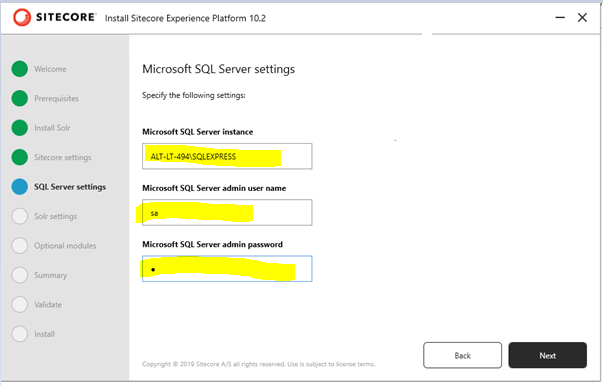 SITECORE Install Sitecore Experience Platform 10.2
Welcome
Prerequisites
Install Solr
Sitecore settings
SQL Server settings
Solr settings
Optional modules
Summary
Validate
Install
Microsoft SQL Server settings
Specify the following settings:
Microsoft SQL Server instance
ALT-LT-494\SQLEXPRESS
Microsoft SQL Server admin user name
sa
Microsoft SQL Server admin password
●
Back
Next
Copyright © 2019 Sitecore A/S all rights reserved. Use is subject to license terms.